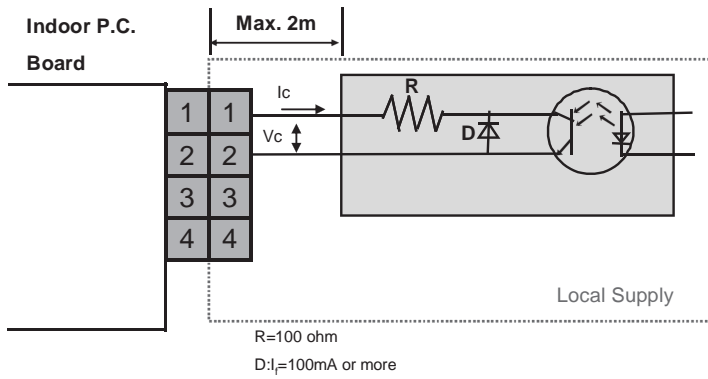 Indoor P.C.
Board
Max. 2m
Ic
R
1 1
Vc
D
2 2
3 3
4 4
Local Supply
R=100 ohm
D:If=100mA or more